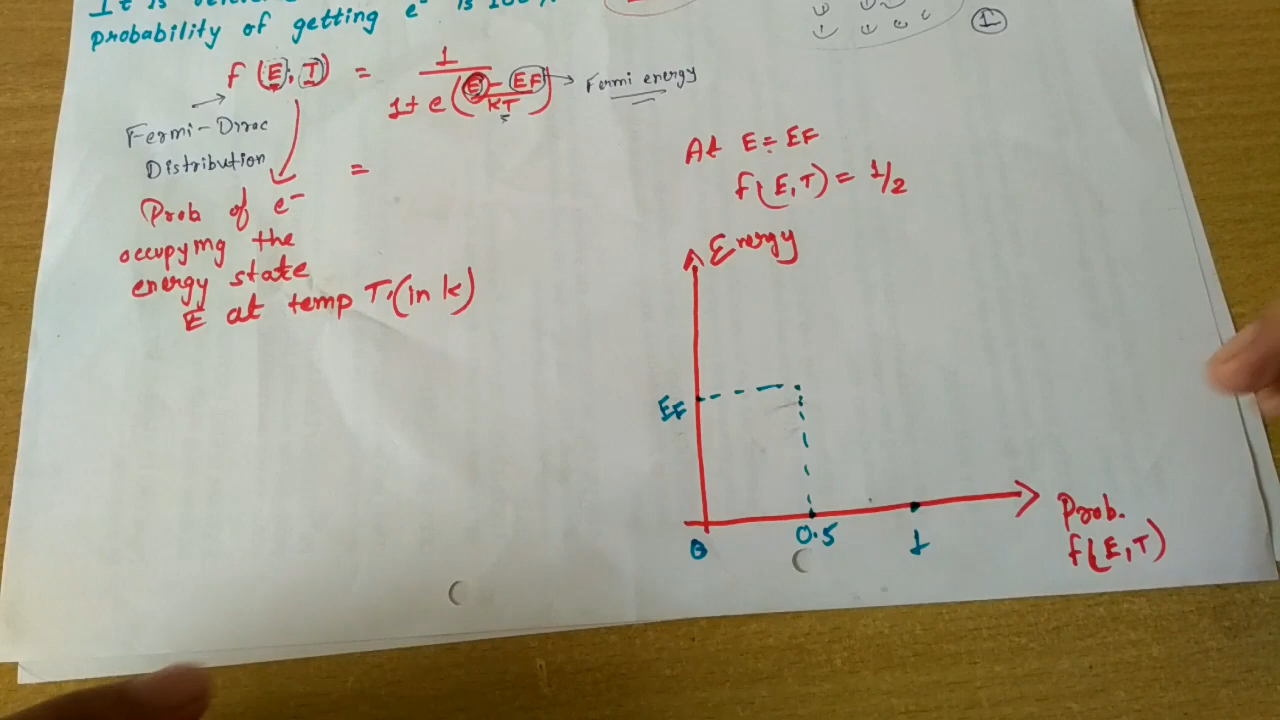 probability of getting e⁻ is 100%
f (E, T) = 1 / 1+ e ( E - EF / KT )
Fermi energy
Fermi-Dirac
Distribution
=
Prob of e⁻
occupying the
energy state
E at temp T. (in k)
1
At E = EF
f(E,T) = 1/2
Energy
EF
0
0.5
1
Prob.
f(E,T)